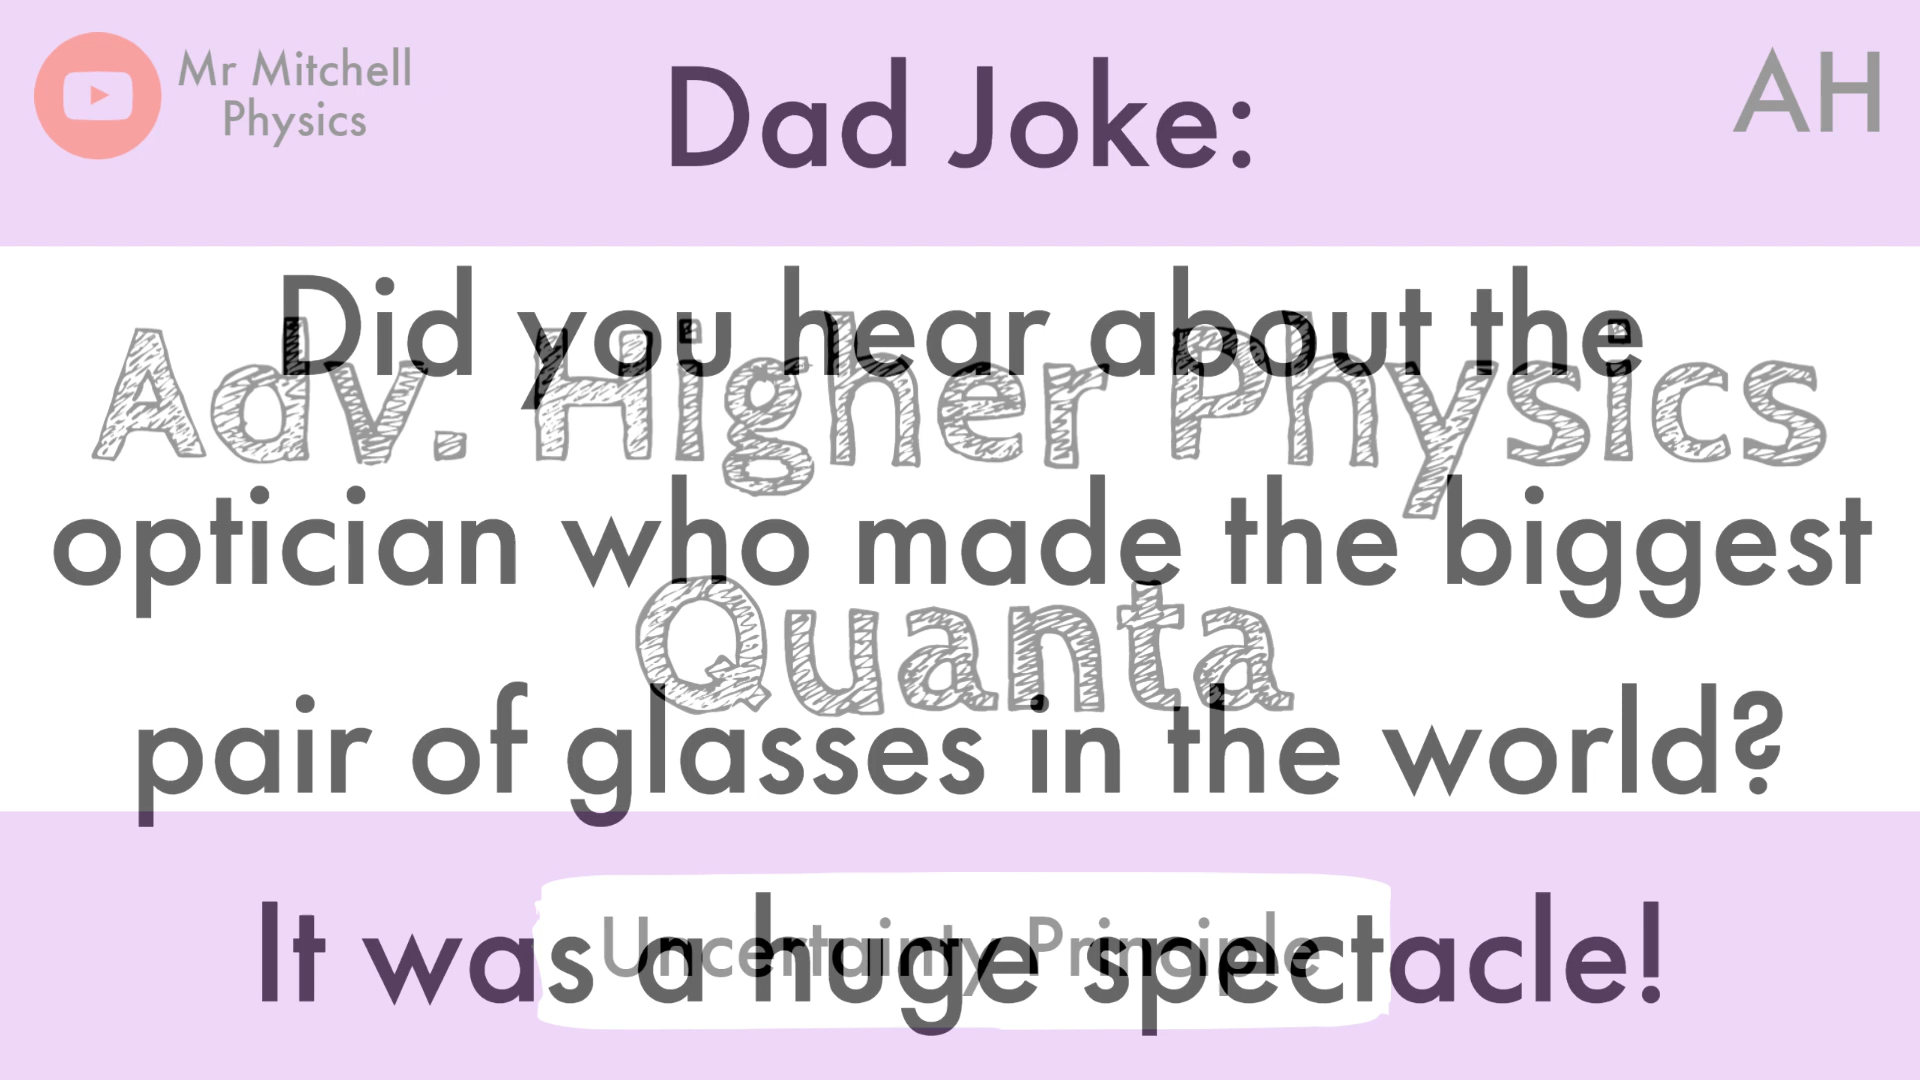 Mr Mitchell
Physics
Dad Joke:
AH
Did you hear about the
Adv. Higher Physics
optician who made the biggest
Quanta
pair of glasses in the world?
It was a huge spectacle!
Uncertainty Principle